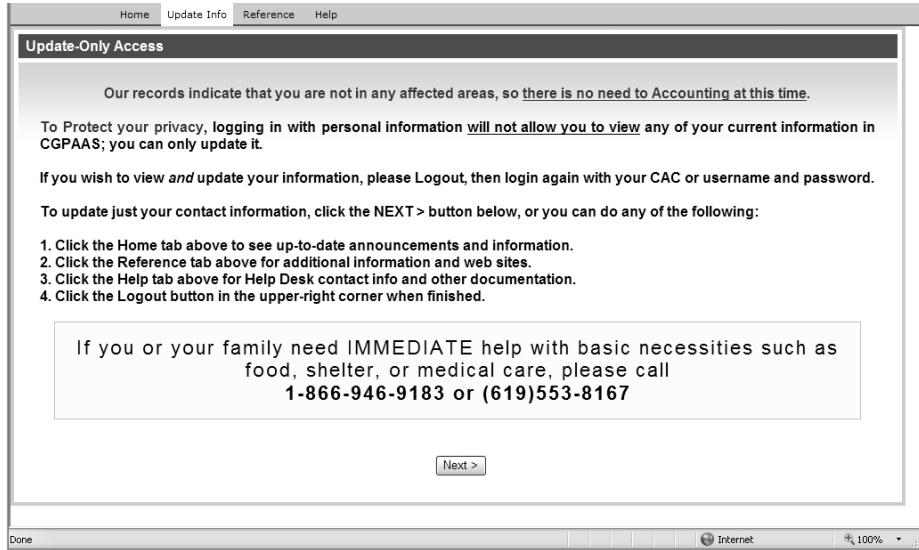 Home Update Info Reference Help
Update-Only Access
Our records indicate that you are not in any affected areas, so there is no need to Accounting at this time.
To Protect your privacy, logging in with personal information will not allow you to view any of your current information in
CGPAAS; you can only update it.
If you wish to view and update your information, please Logout, then login again with your CAC or username and password.
To update just your contact information, click the NEXT > button below, or you can do any of the following:
1. Click the Home tab above to see up-to-date announcements and information.
2. Click the Reference tab above for additional information and web sites.
3. Click the Help tab above for Help Desk contact info and other documentation.
4. Click the Logout button in the upper-right corner when finished.
If you or your family need IMMEDIATE help with basic necessities such as
food, shelter, or medical care, please call
1-866-946-9183 or (619)553-8167
Next >
Done Internet 100%